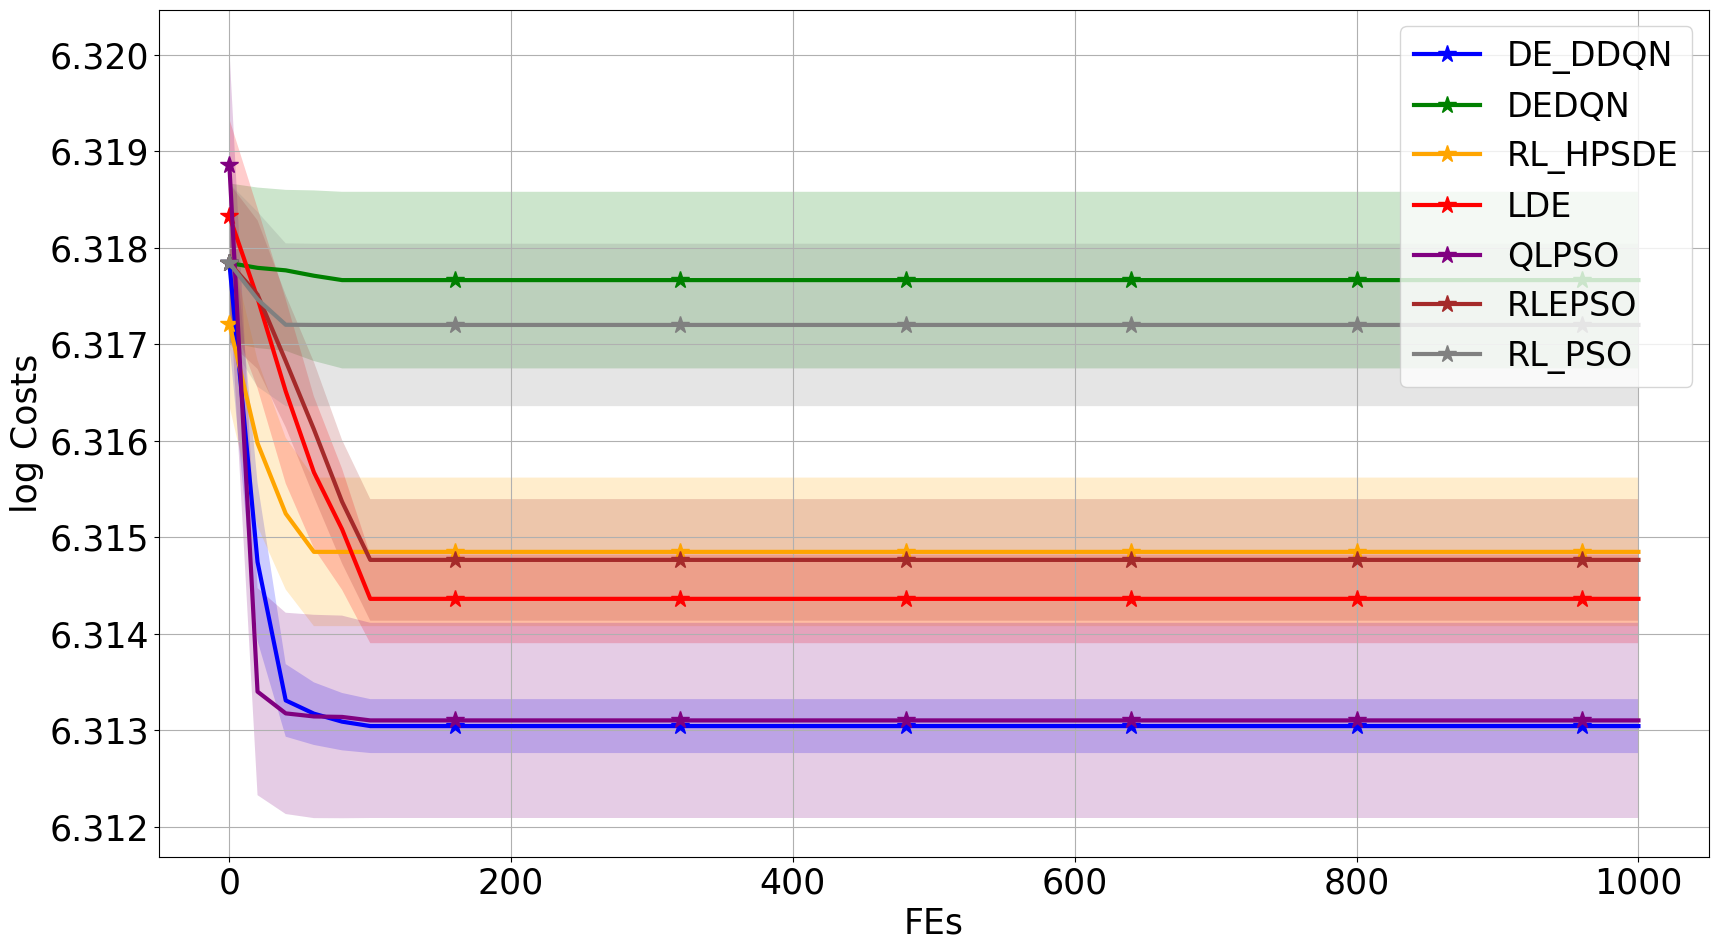 6.320
6.319
6.318
6.317
6.316
6.315
6.314
6.313
6.312
log Costs
0
200
400
600
800
1000
FEs
DE_DDQN
DEDQN
RL_HPSDE
LDE
QLPSO
RLEPSO
RL_PSO